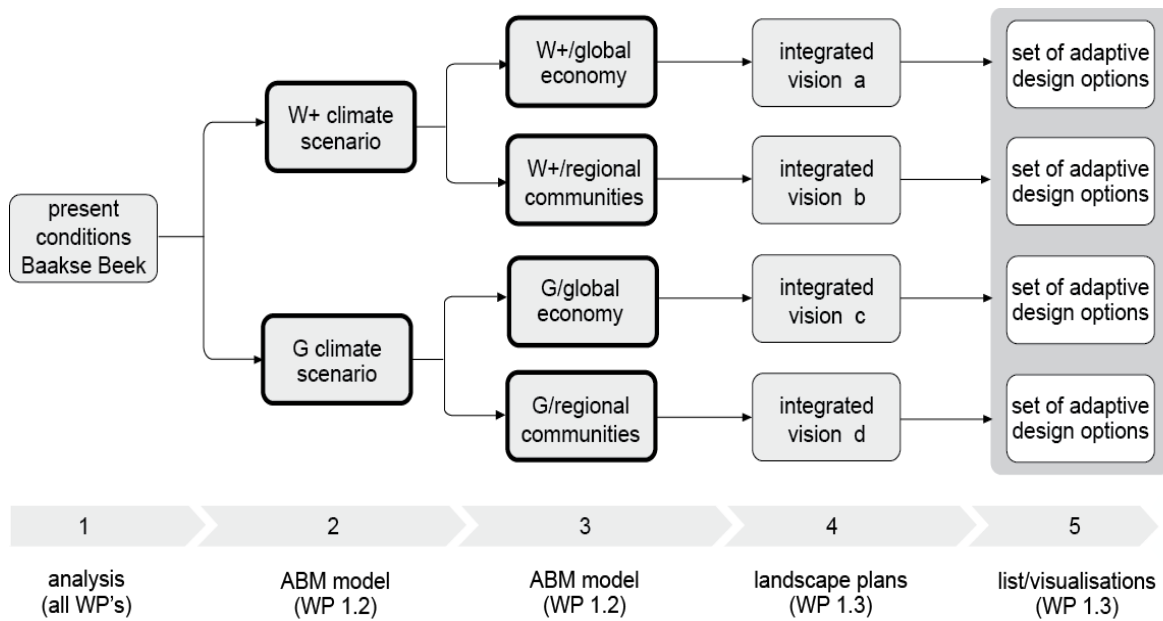 present
conditions
Baakse Beek
W+ climate
scenario
G climate
scenario
W+/global
economy
W+/regional
communities
G/global
economy
G/regional
communities
integrated
vision a
integrated
vision b
integrated
vision c
integrated
vision d
set of adaptive
design options
set of adaptive
design options
set of adaptive
design options
set of adaptive
design options
1
2
3
4
5
analysis
(all WP's)
ABM model
(WP 1.2)
ABM model
(WP 1.2)
landscape plans
(WP 1.3)
list/visualisations
(WP 1.3)